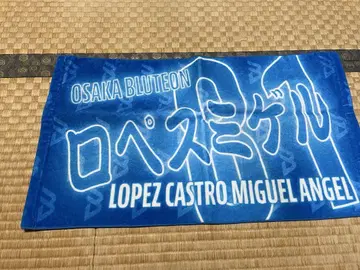 OSAKA BLUTEON
ロペスミゲル
LOPEZ CASTRO MIGUEL ANGEL